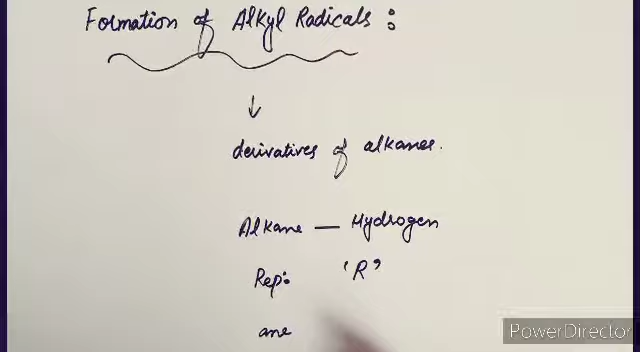 Formation of Alkyl Radicals :
↓
derivatives of alkanes.
Alkane — Hydrogen
Rep: 'R'
ane
PowerDirector